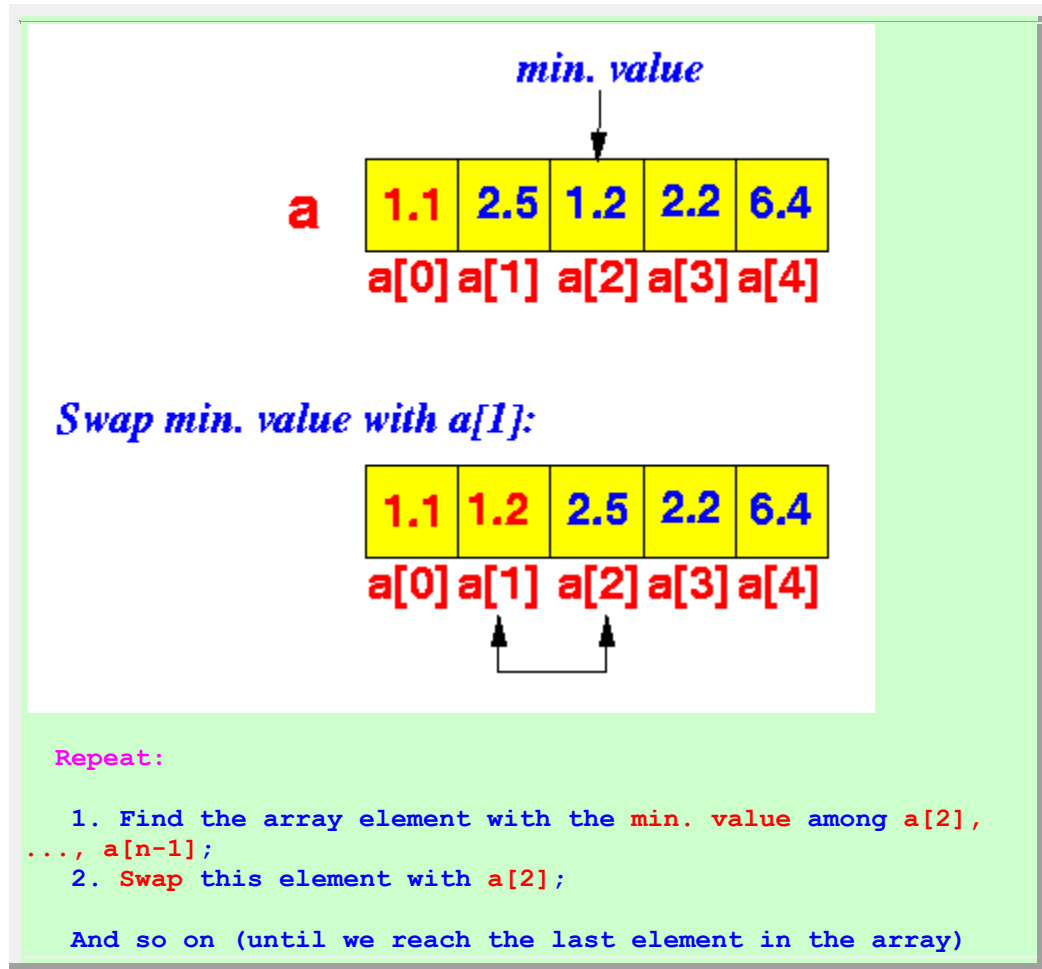 min. value
a 1.1 2.5 1.2 2.2 6.4
a[0] a[1] a[2] a[3] a[4]
Swap min. value with a[1]:
1.1 1.2 2.5 2.2 6.4
a[0] a[1] a[2] a[3] a[4]
Repeat:
1. Find the array element with the min. value among a[2],
..., a[n-1];
2. Swap this element with a[2];
And so on (until we reach the last element in the array)